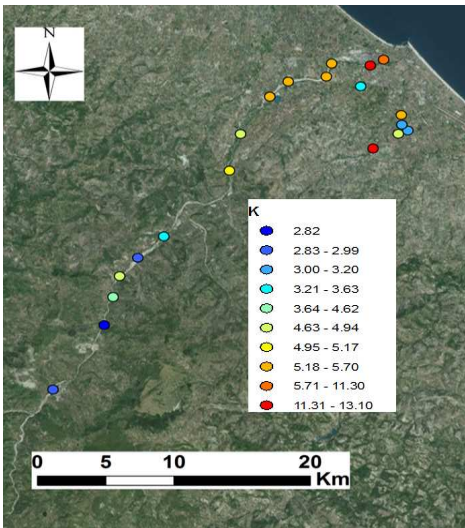 N
K
2.82
2.83 - 2.99
3.00 - 3.20
3.21 - 3.63
3.64 - 4.62
4.63 - 4.94
4.95 - 5.17
5.18 - 5.70
5.71 - 11.30
11.31 - 13.10
0 5 10 20
Km